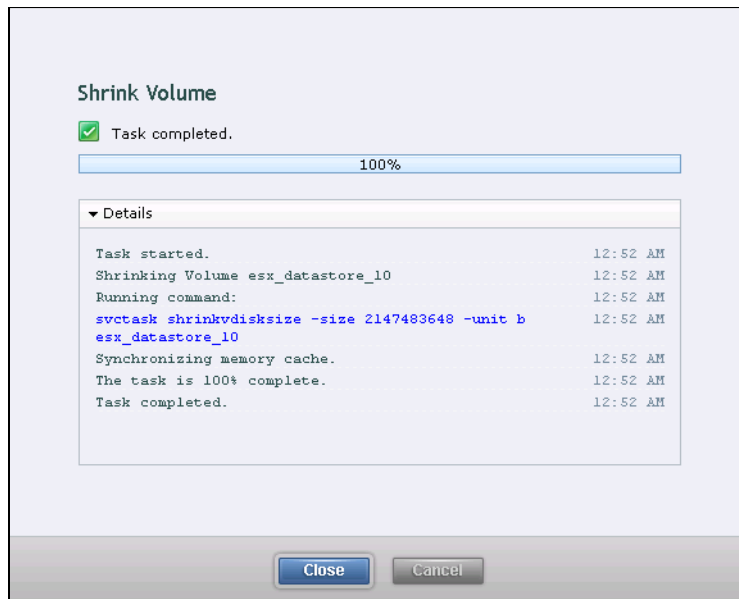 Shrink Volume
Task completed.
100%
Details
Task started. 12:52 AM
Shrinking Volume esx_datastore_10 12:52 AM
Running command: 12:52 AM
svctask shrinkvdisksize -size 2147483648 -unit b 12:52 AM
esx_datastore_10
Synchronizing memory cache. 12:52 AM
The task is 100% complete. 12:52 AM
Task completed. 12:52 AM
Close Cancel